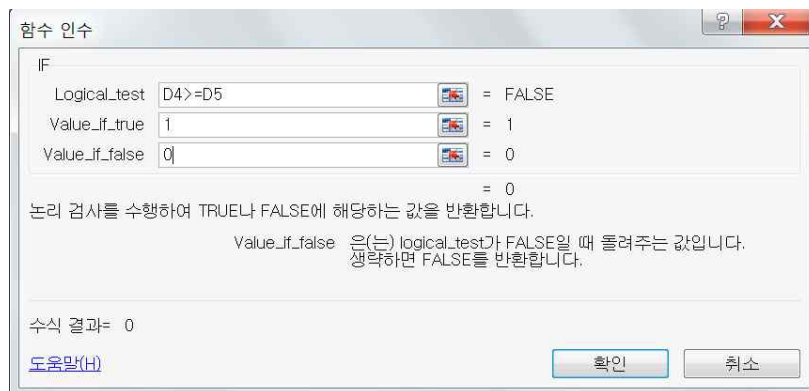 함수 인수
IF
Logical_test D4>=D5 = FALSE
Value_if_true 1 = 1
Value_if_false 0 = 0
= 0
논리 검사를 수행하여 TRUE나 FALSE에 해당하는 값을 반환합니다.
Value_if_false 은(는) logical_test가 FALSE일 때 돌려주는 값입니다.
생략하면 FALSE를 반환합니다.
수식 결과= 0
도움말(H) 확인 취소